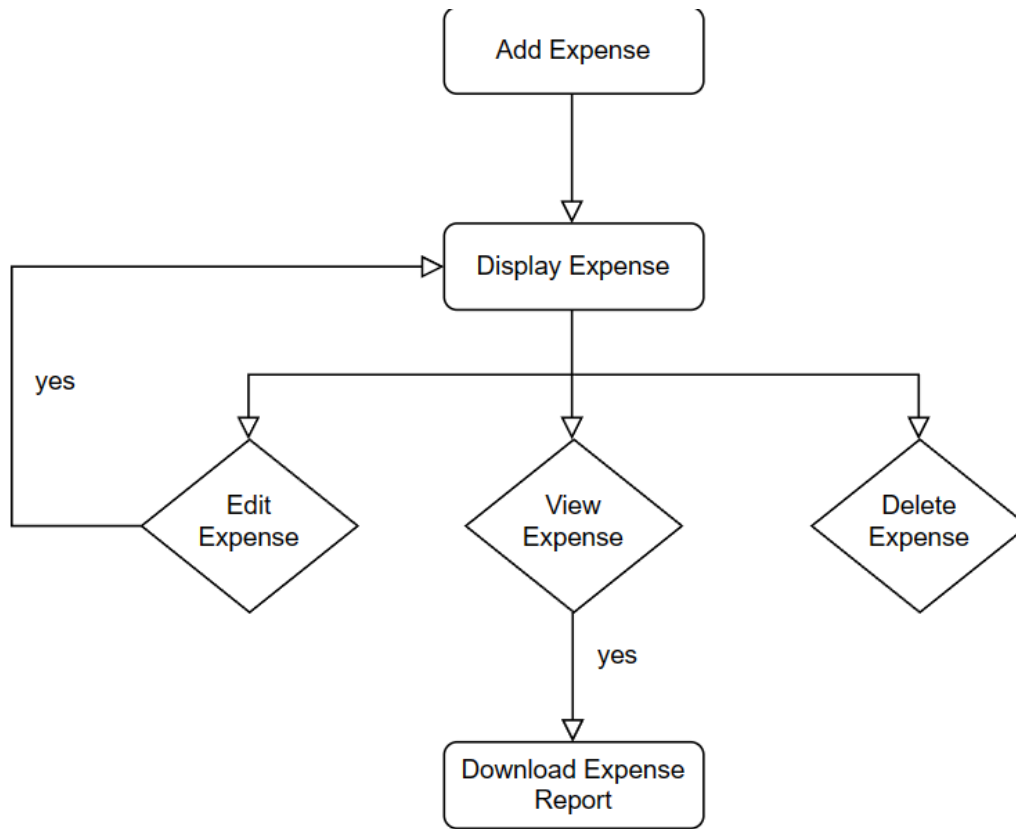 Add Expense
Display Expense
yes
Edit
Expense
View
Expense
Delete
Expense
yes
Download Expense
Report